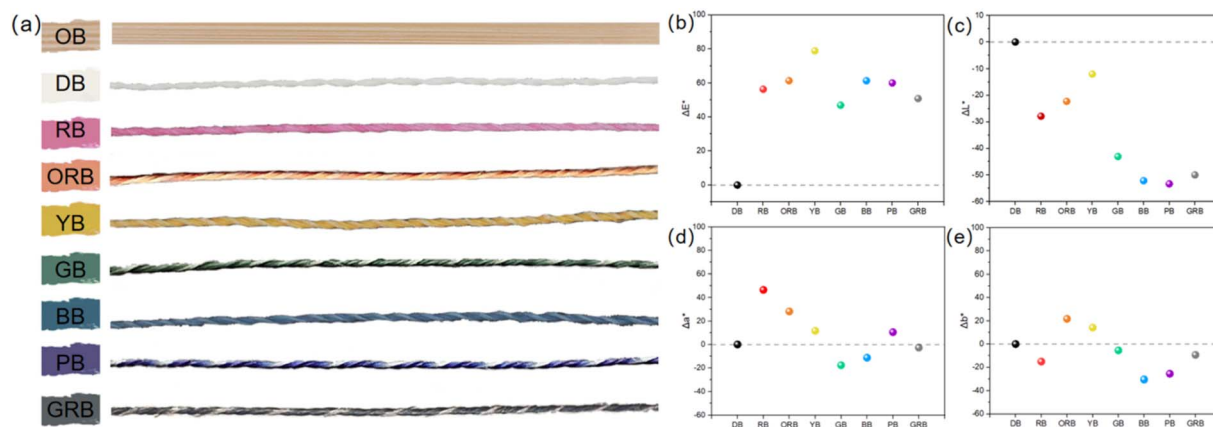 (a)
OB
DB
RB
ORB
YB
GB
BB
PB
GRB
(b)
ΔE*
100
80
60
40
20
0
DB RB ORB YB GB BB PB GRB
(c)
ΔL*
10
0
-10
-20
-30
-40
-50
-60
DB RB ORB YB GB BB PB GRB
(d)
Δa*
100
80
60
40
20
0
-20
-40
-60
DB RB ORB YB GB BB PB GRB
(e)
Δb*
100
80
60
40
20
0
-20
-40
-60
DB RB ORB YB GB BB PB GRB